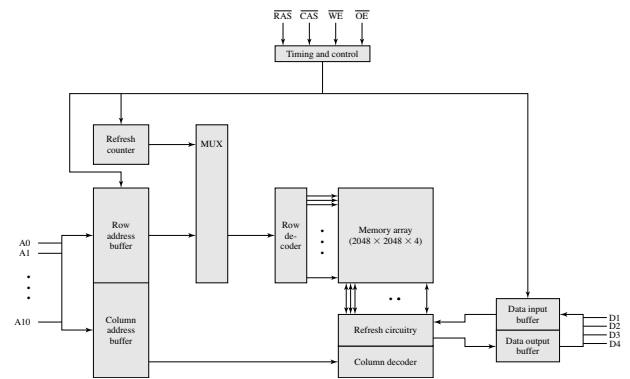 RAS CAS WE OE
Timing and control
Refresh
counter
MUX
Row
address
buffer
Row
de-
coder
Memory array
(2048 × 2048 × 4)
A0
A1
A10
Column
address
buffer
Refresh circuitry
Column decoder
Data input
buffer
Data output
buffer
D1
D2
D3
D4